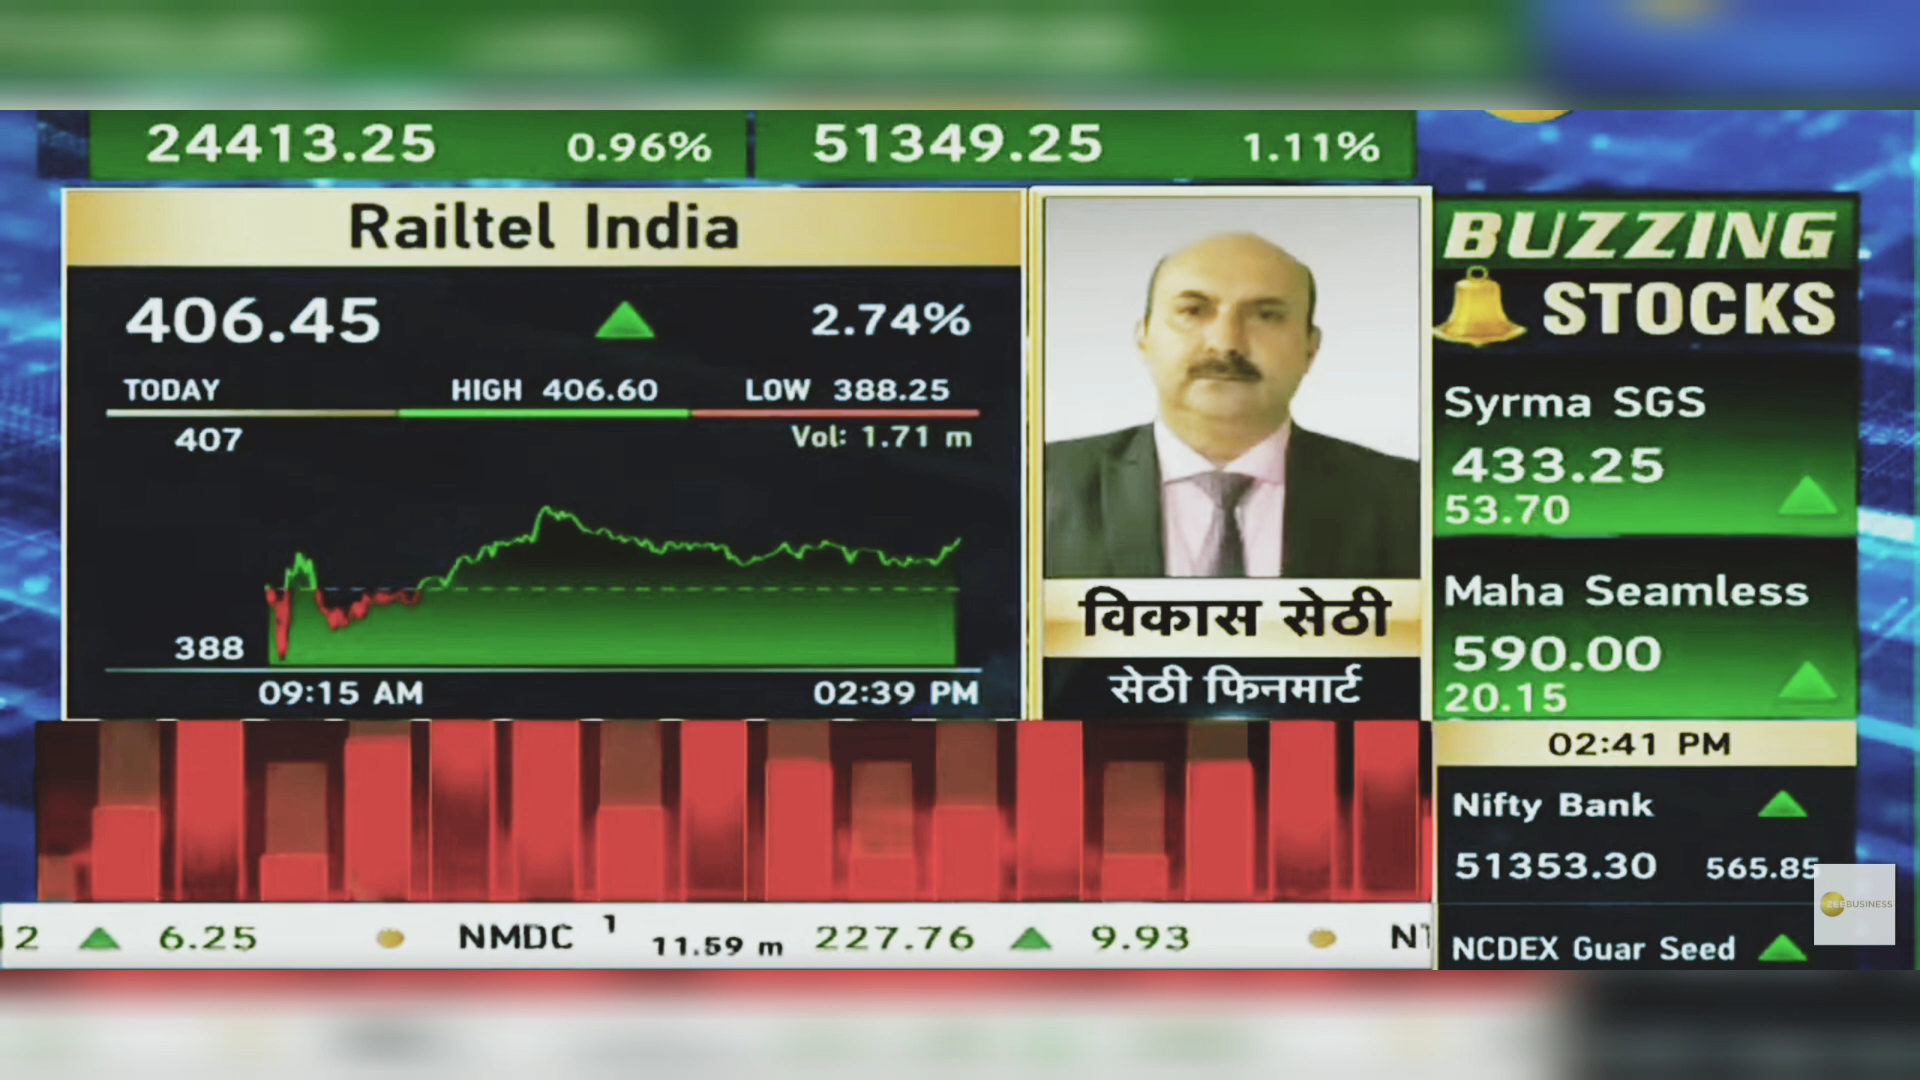 24413.25 0.96% 51349.25 1.11%
Railtel India
406.45 2.74%
TODAY HIGH 406.60 LOW 388.25
407 Vol: 1.71 m
388
09:15 AM 02:39 PM
विकास सेठी
सेठी फिनमार्ट
BUZZING
STOCKS
Syrma SGS
433.25
53.70
Maha Seamless
590.00
20.15
02:41 PM
Nifty Bank
51353.30 565.85
NCDEX Guar Seed
ZEEBUSINESS
12 6.25 NMDC 11.59 m 227.76 9.93